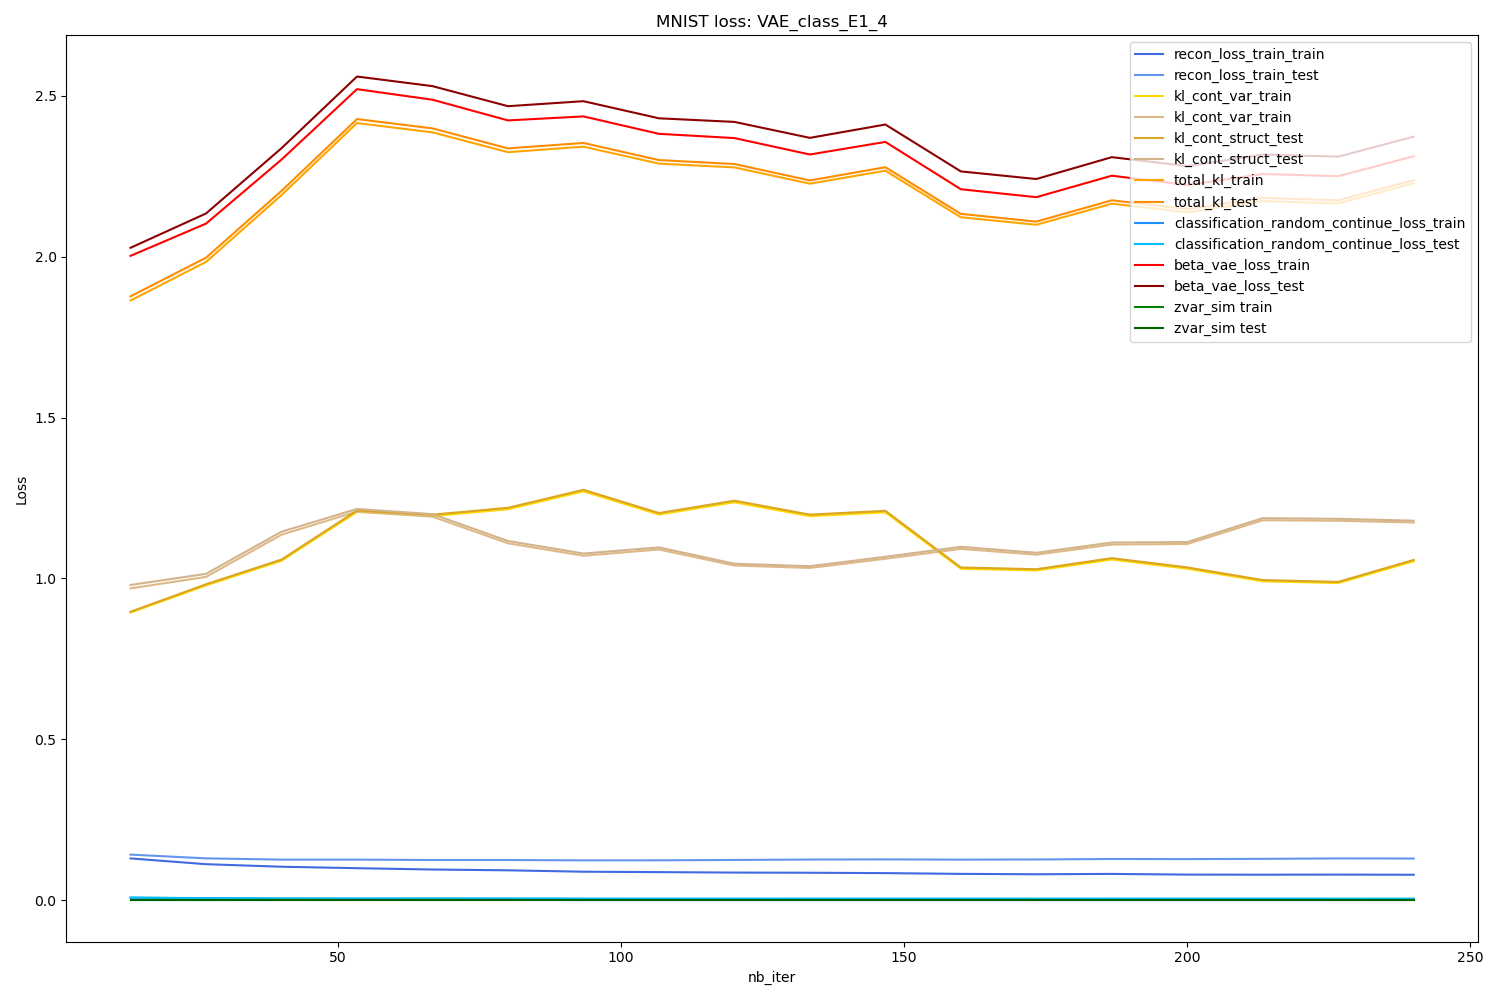 MNIST loss: VAE_class_E1_4
recon_loss_train_train
recon_loss_train_test
kl_cont_var_train
kl_cont_var_train
kl_cont_struct_test
kl_cont_struct_test
total_kl_train
total_kl_test
classification_random_continue_loss_train
classification_random_continue_loss_test
beta_vae_loss_train
beta_vae_loss_test
zvar_sim train
zvar_sim test
2.5
2.0
1.5
1.0
0.5
0.0
Loss
50 100 150 200 250
nb_iter